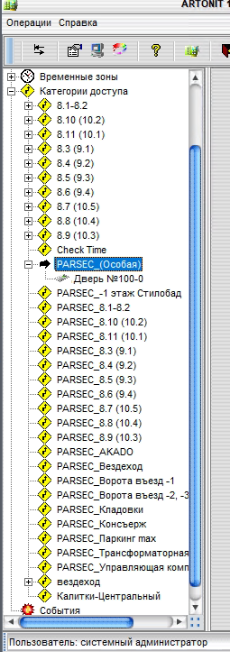 ARTONIT 1
Операции Справка
Временные зоны
Категории доступа
8.1-8.2
8.10 (10.2)
8.11 (10.1)
8.3 (9.1)
8.4 (9.2)
8.5 (9.3)
8.6 (9.4)
8.7 (10.5)
8.8 (10.4)
8.9 (10.3)
Check Time
PARSEC_(Особая)
Дверь №100-0
PARSEC_-1 этаж Стилобад
PARSEC_8.1-8.2
PARSEC_8.10 (10.2)
PARSEC_8.11 (10.1)
PARSEC_8.3 (9.1)
PARSEC_8.4 (9.2)
PARSEC_8.5 (9.3)
PARSEC_8.6 (9.4)
PARSEC_8.7 (10.5)
PARSEC_8.8 (10.4)
PARSEC_8.9 (10.3)
PARSEC_AKADO
PARSEC_Вездеход
PARSEC_Ворота въезд -1
PARSEC_Ворота въезд -2, -3
PARSEC_Кладовки
PARSEC_Консьерж
PARSEC_Паркинг max
PARSEC_Трансформаторная
PARSEC_Управляющая комп
вездеход
Калитки-Центральный
События
Пользователь: системный администратор